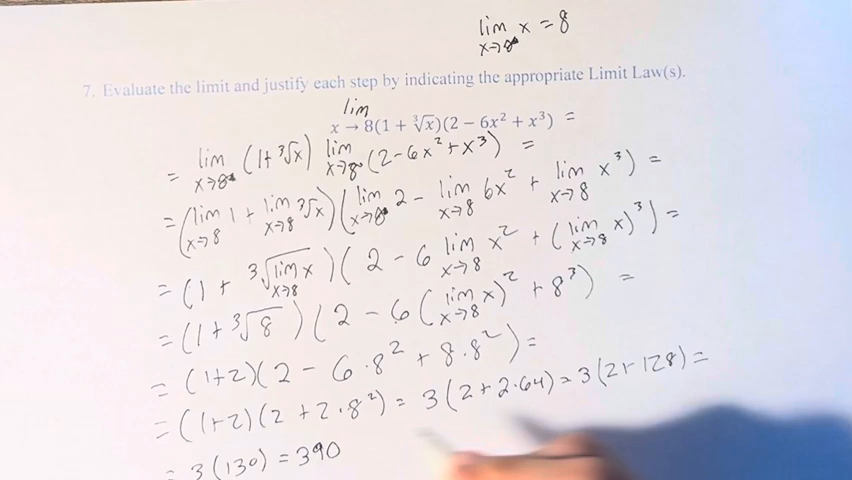 lim x = 8
x→8
7. Evaluate the limit and justify each step by indicating the appropriate Limit Law(s).
lim
x → 8(1 + ∛x)(2 − 6x² + x³) =
= lim x→8 (1+∛x) lim x→8 (2−6x²+x³) =
= (lim x→8 1 + lim x→8 ∛x)(lim x→8 2 − lim x→8 6x² + lim x→8 x³) =
= (1 + ∛(lim x→8 x))(2 − 6 lim x→8 x² + (lim x→8 x)³) =
= (1+∛8)(2 − 6(lim x→8 x)² + 8³) =
= (1+2)(2 − 6·8² + 8·8²) =
= (1+2)(2 + 2·8²) = 3(2+2·64) = 3(2+128) =
= 3(130) = 390